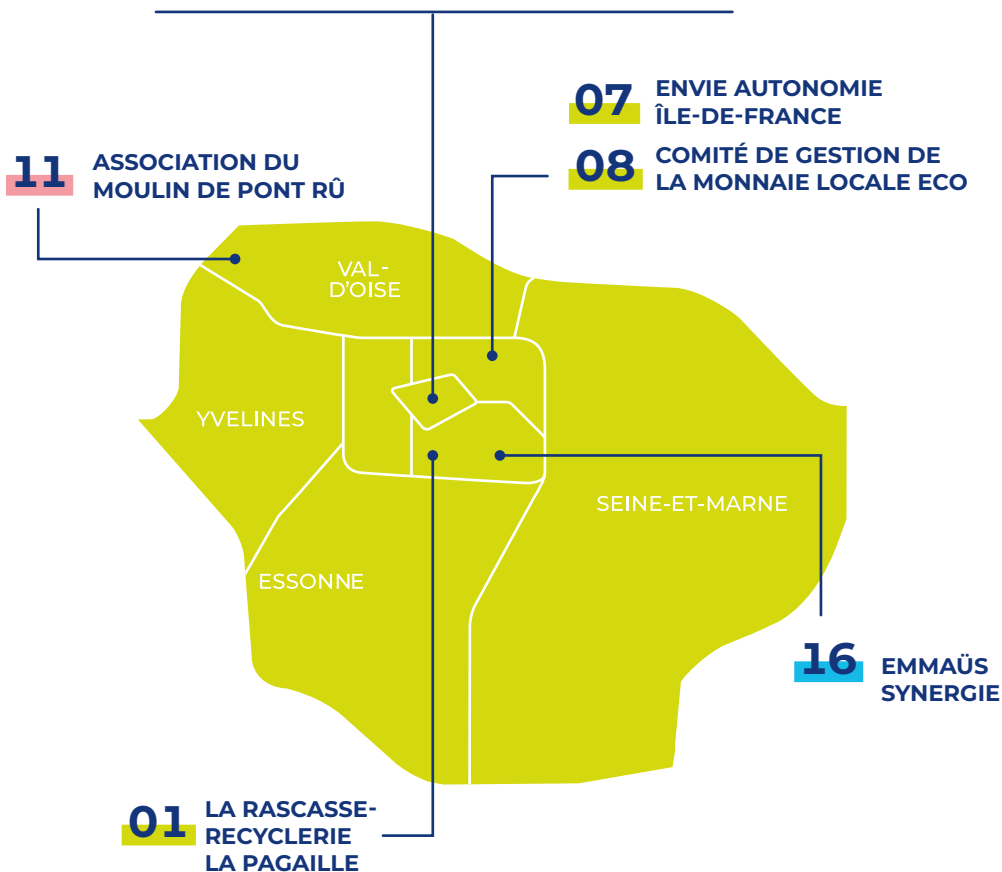 07 ENVIE AUTONOMIE
ÎLE-DE-FRANCE
08 COMITÉ DE GESTION DE
LA MONNAIE LOCALE ECO
11 ASSOCIATION DU
MOULIN DE PONT RÛ
VAL-
D'OISE
YVELINES
SEINE-ET-MARNE
ESSONNE
16 EMMAÜS
SYNERGIE
01 LA RASCASSE-
RECYCLERIE
LA PAGAILLE